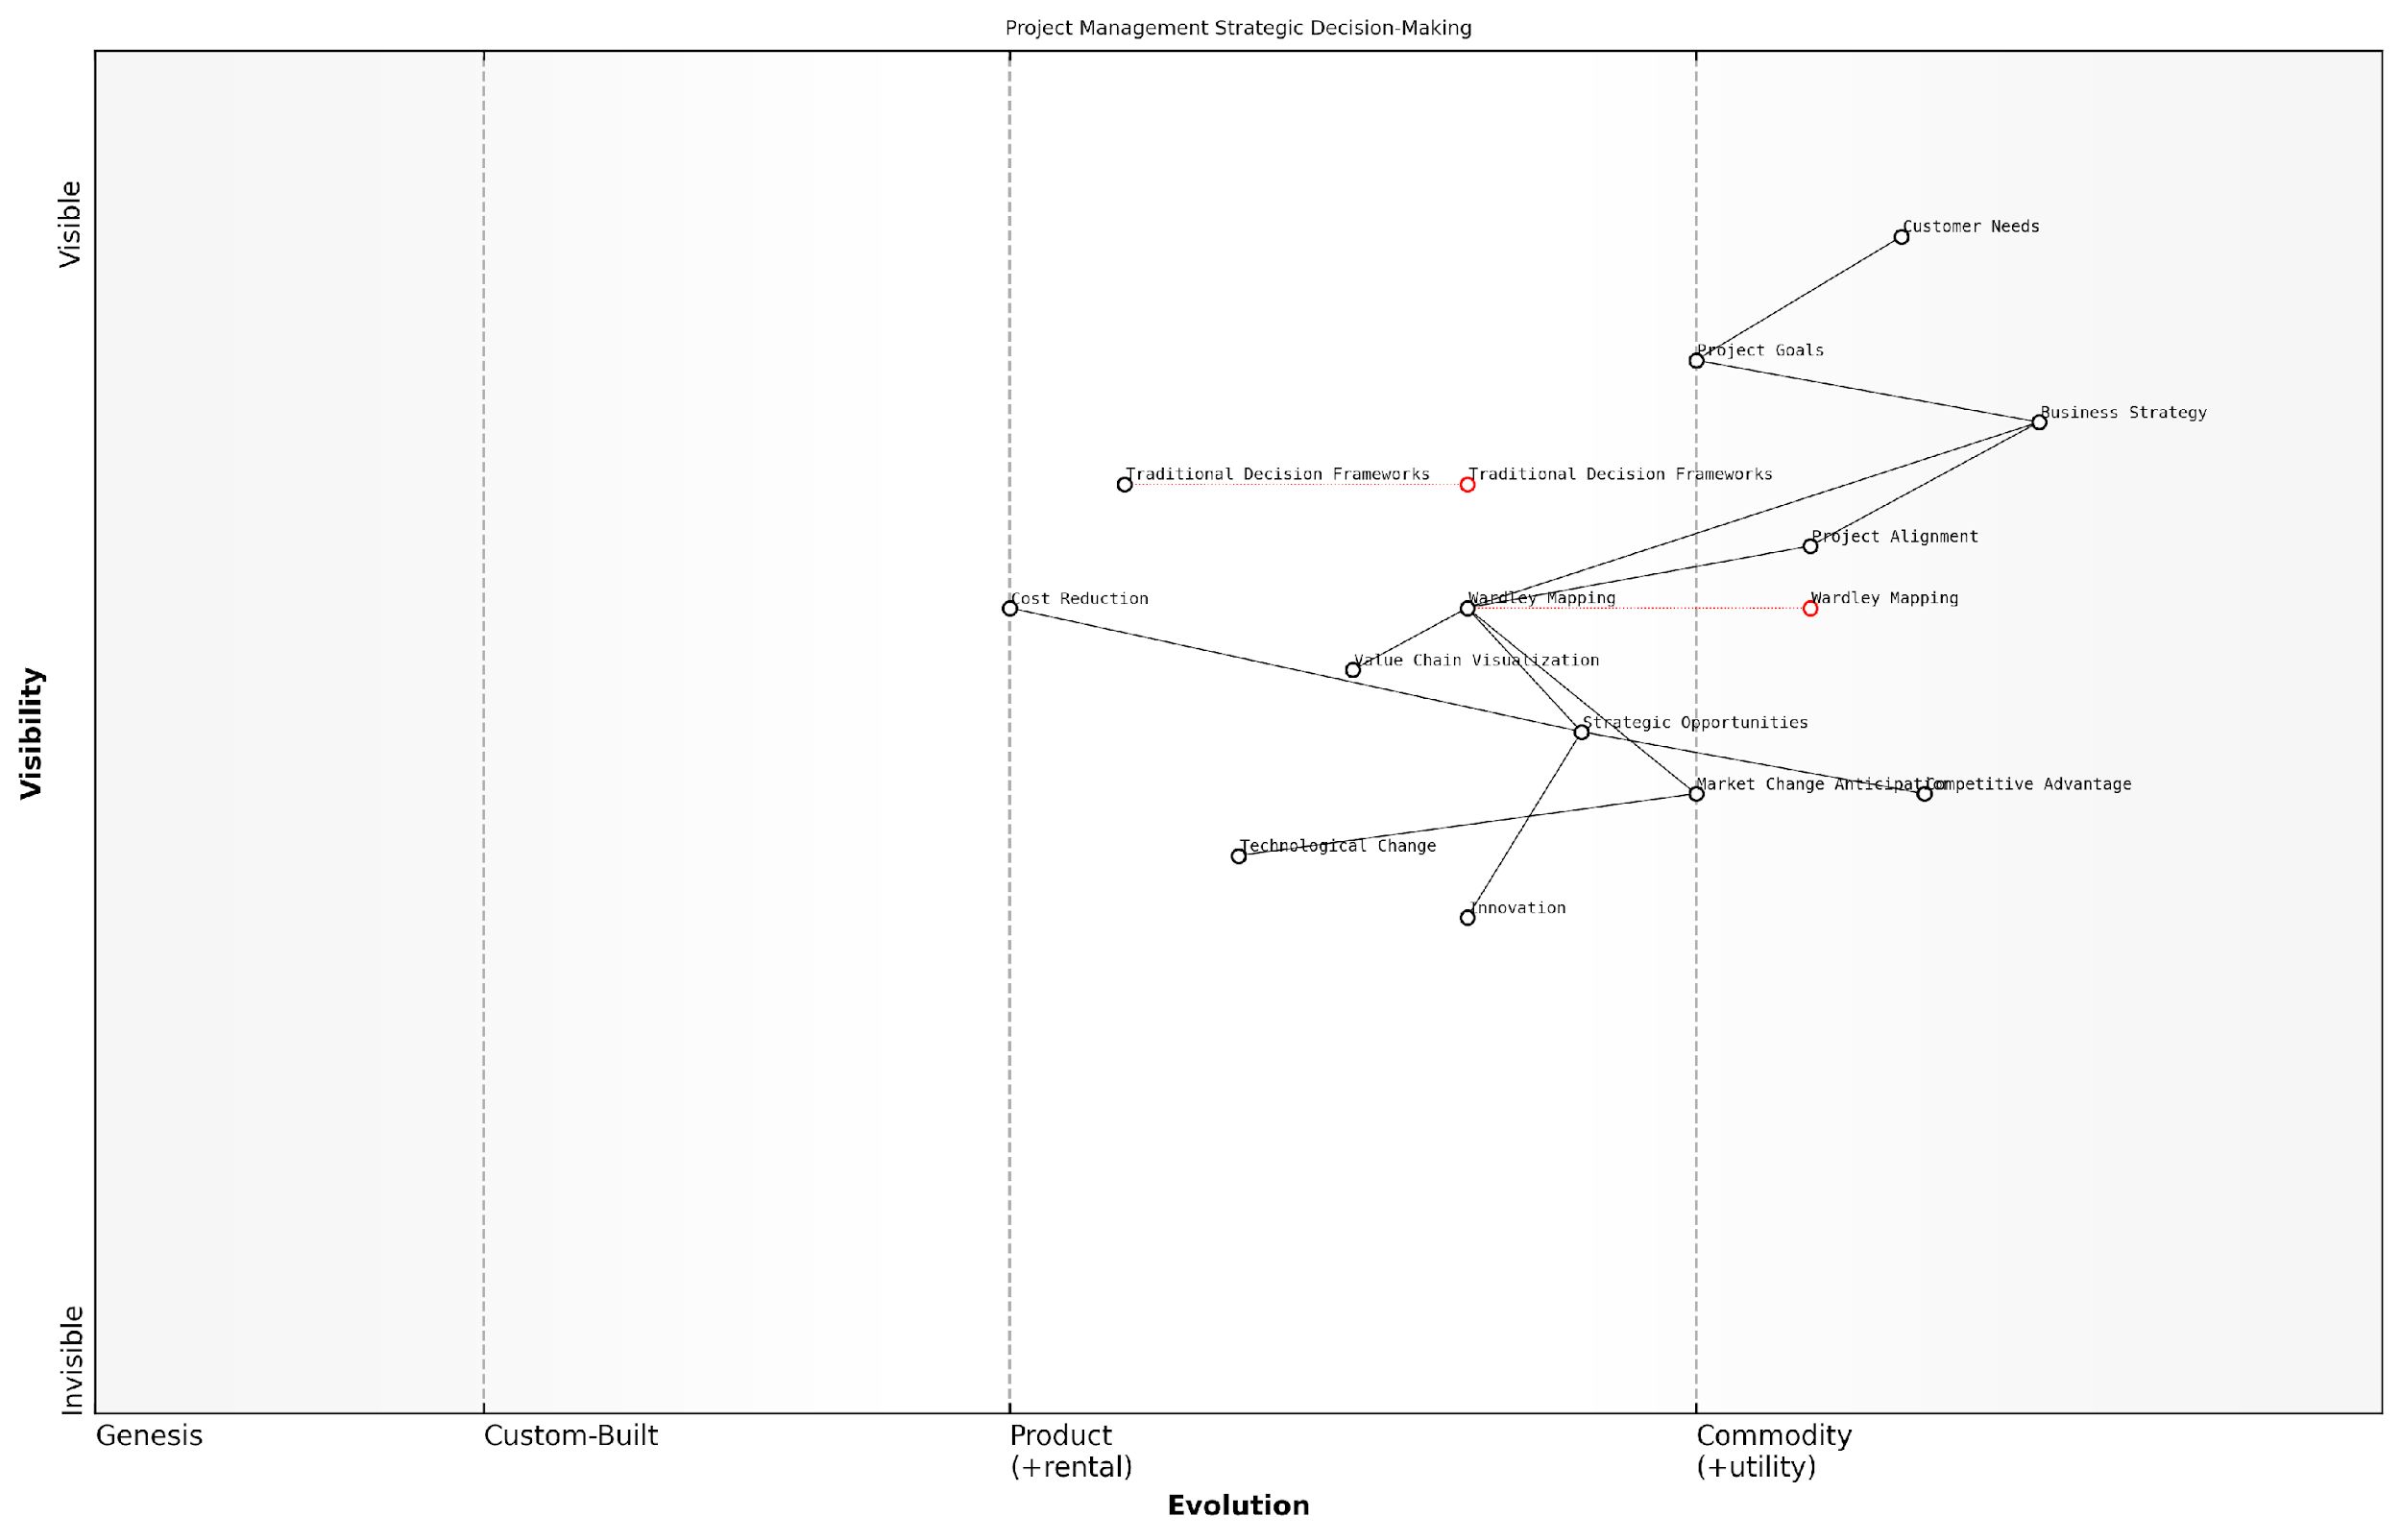 Project Management Strategic Decision-Making
Visible
Customer Needs
Project Goals
Business Strategy
Traditional Decision Frameworks
Traditional Decision Frameworks
Project Alignment
Cost Reduction
Wardley Mapping
Wardley Mapping
Value Chain Visualization
Visibility
Strategic Opportunities
Market Change Anticipation
Competitive Advantage
Technological Change
Innovation
Invisible
Genesis
Custom-Built
Product
(+rental)
Commodity
(+utility)
Evolution